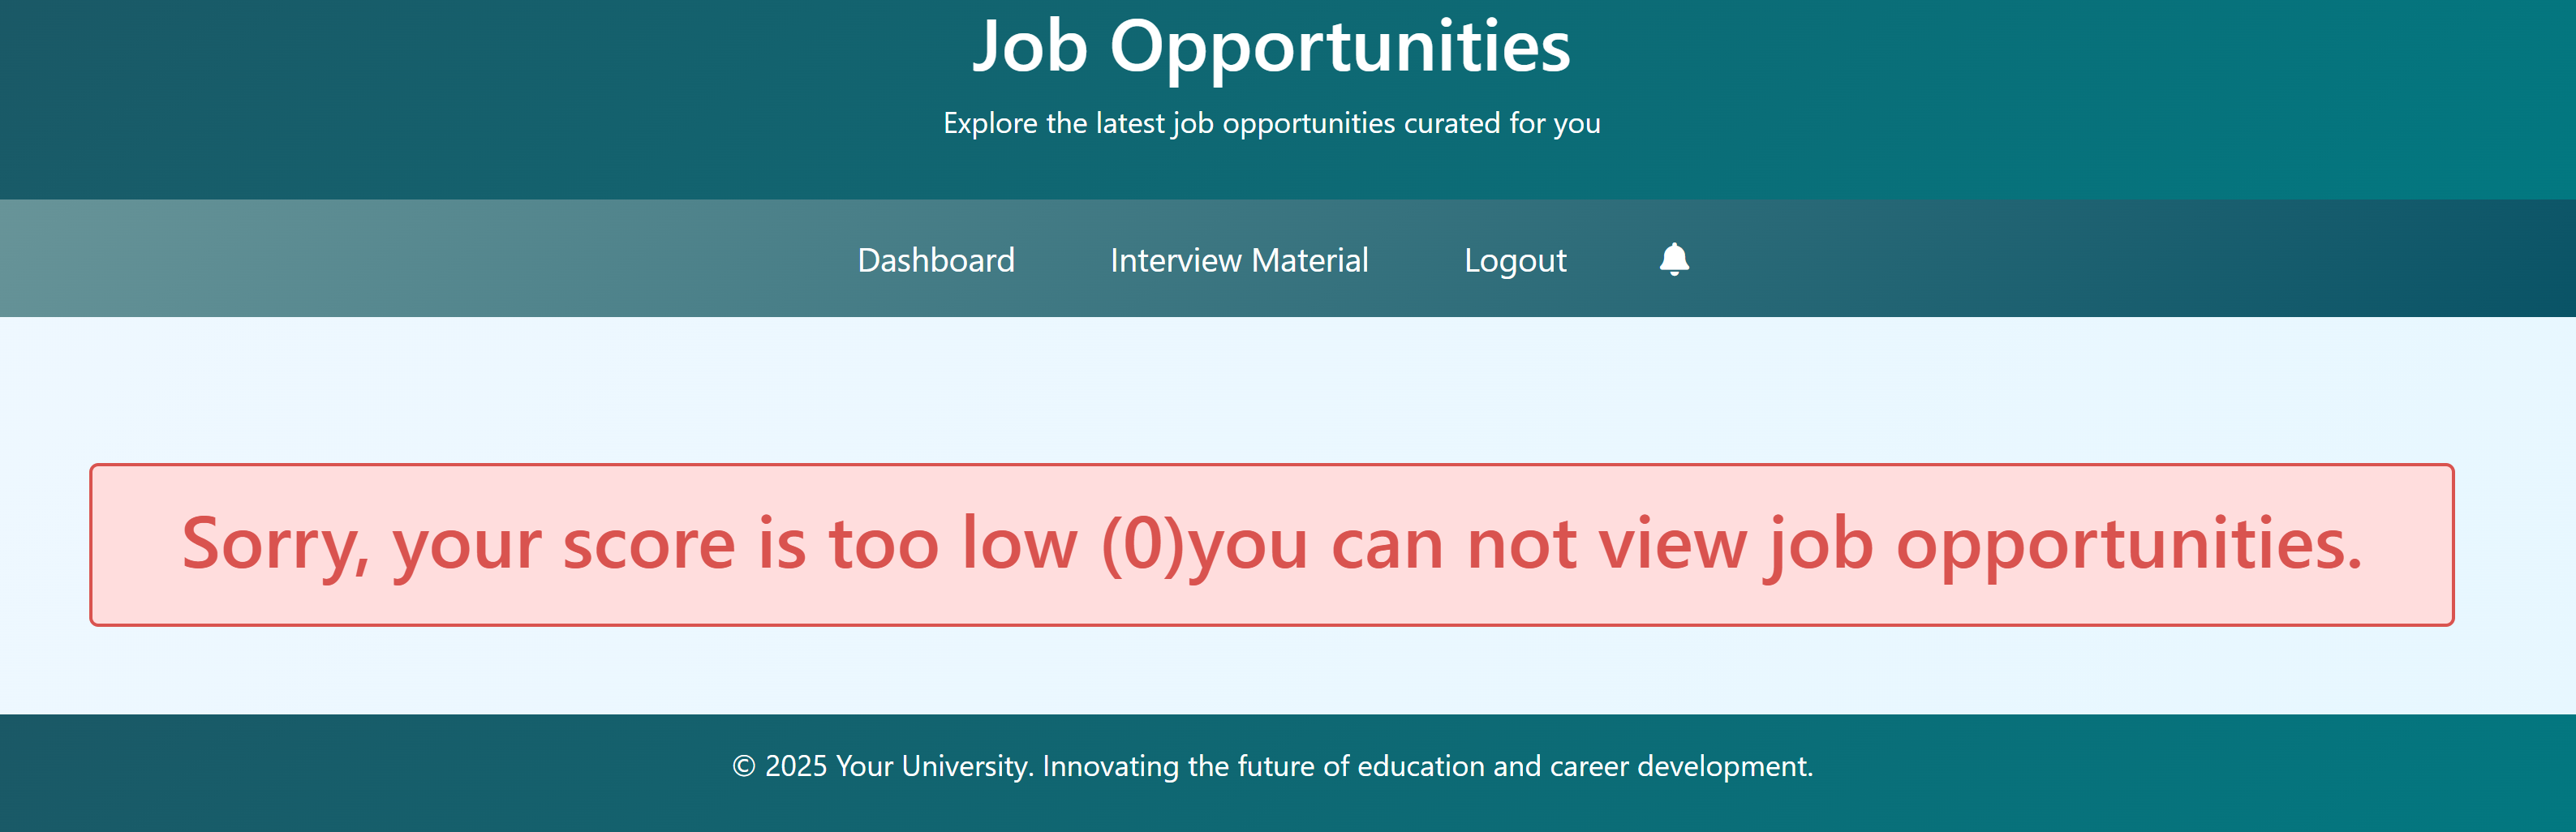 Job Opportunities
Explore the latest job opportunities curated for you
Dashboard Interview Material Logout
Sorry, your score is too low (0)you can not view job opportunities.
© 2025 Your University. Innovating the future of education and career development.